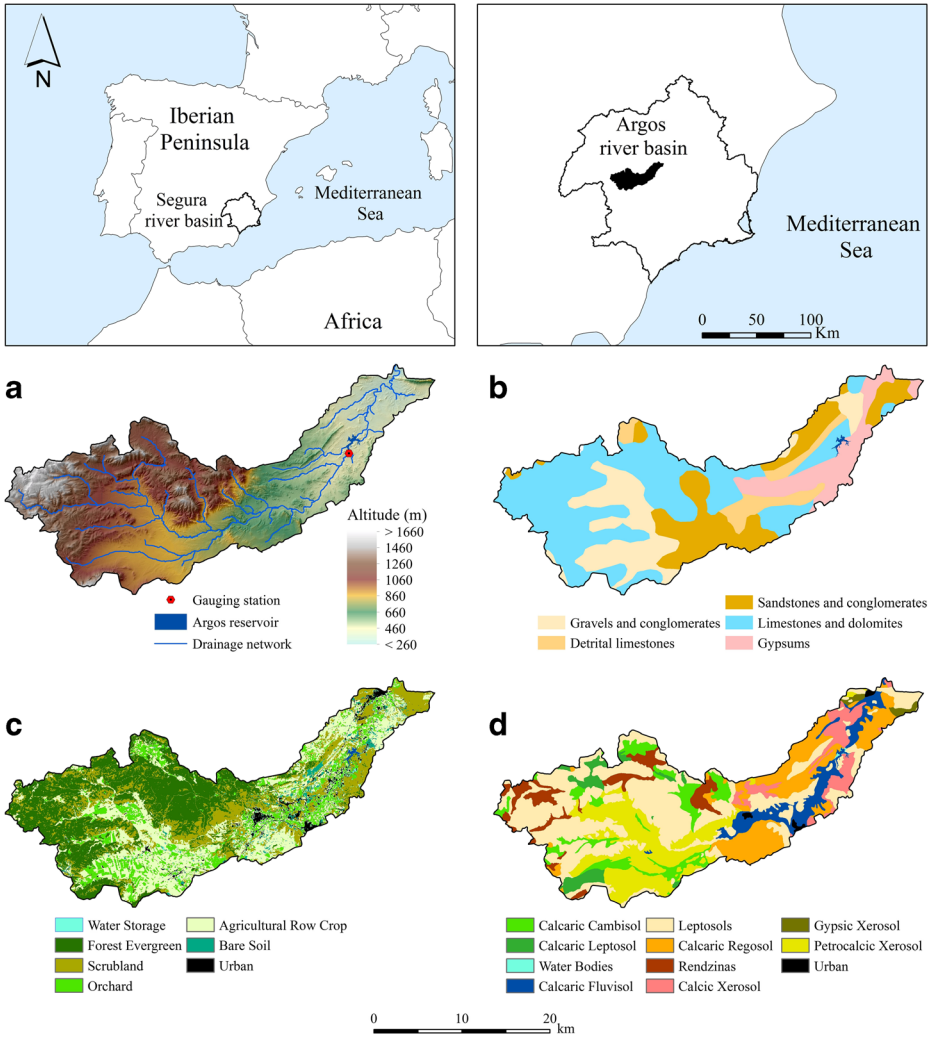 N
Iberian
Peninsula
Segura
river basin
Mediterranean
Sea
Africa
Argos
river basin
Mediterranean
Sea
0 50 100
Km
a
Altitude (m)
> 1660
1460
1260
1060
860
660
460
< 260
Gauging station
Argos reservoir
Drainage network
b
Sandstones and conglomerates
Gravels and conglomerates
Limestones and dolomites
Detrital limestones
Gypsums
c
Water Storage
Agricultural Row Crop
Forest Evergreen
Bare Soil
Scrubland
Urban
Orchard
d
Calcaric Cambisol
Leptosols
Gypsic Xerosol
Calcaric Leptosol
Calcaric Regosol
Petrocalcic Xerosol
Water Bodies
Rendzinas
Urban
Calcaric Fluvisol
Calcic Xerosol
0 10 20
km